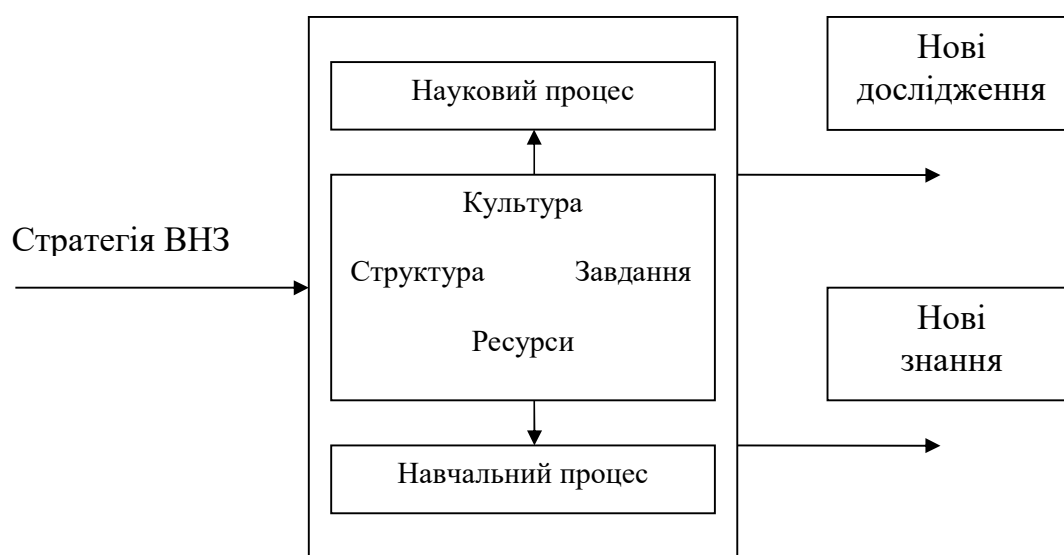 Нові
дослідження
Науковий процес
Культура
Стратегія ВНЗ
Структура
Завдання
Ресурси
Нові
знання
Навчальний процес